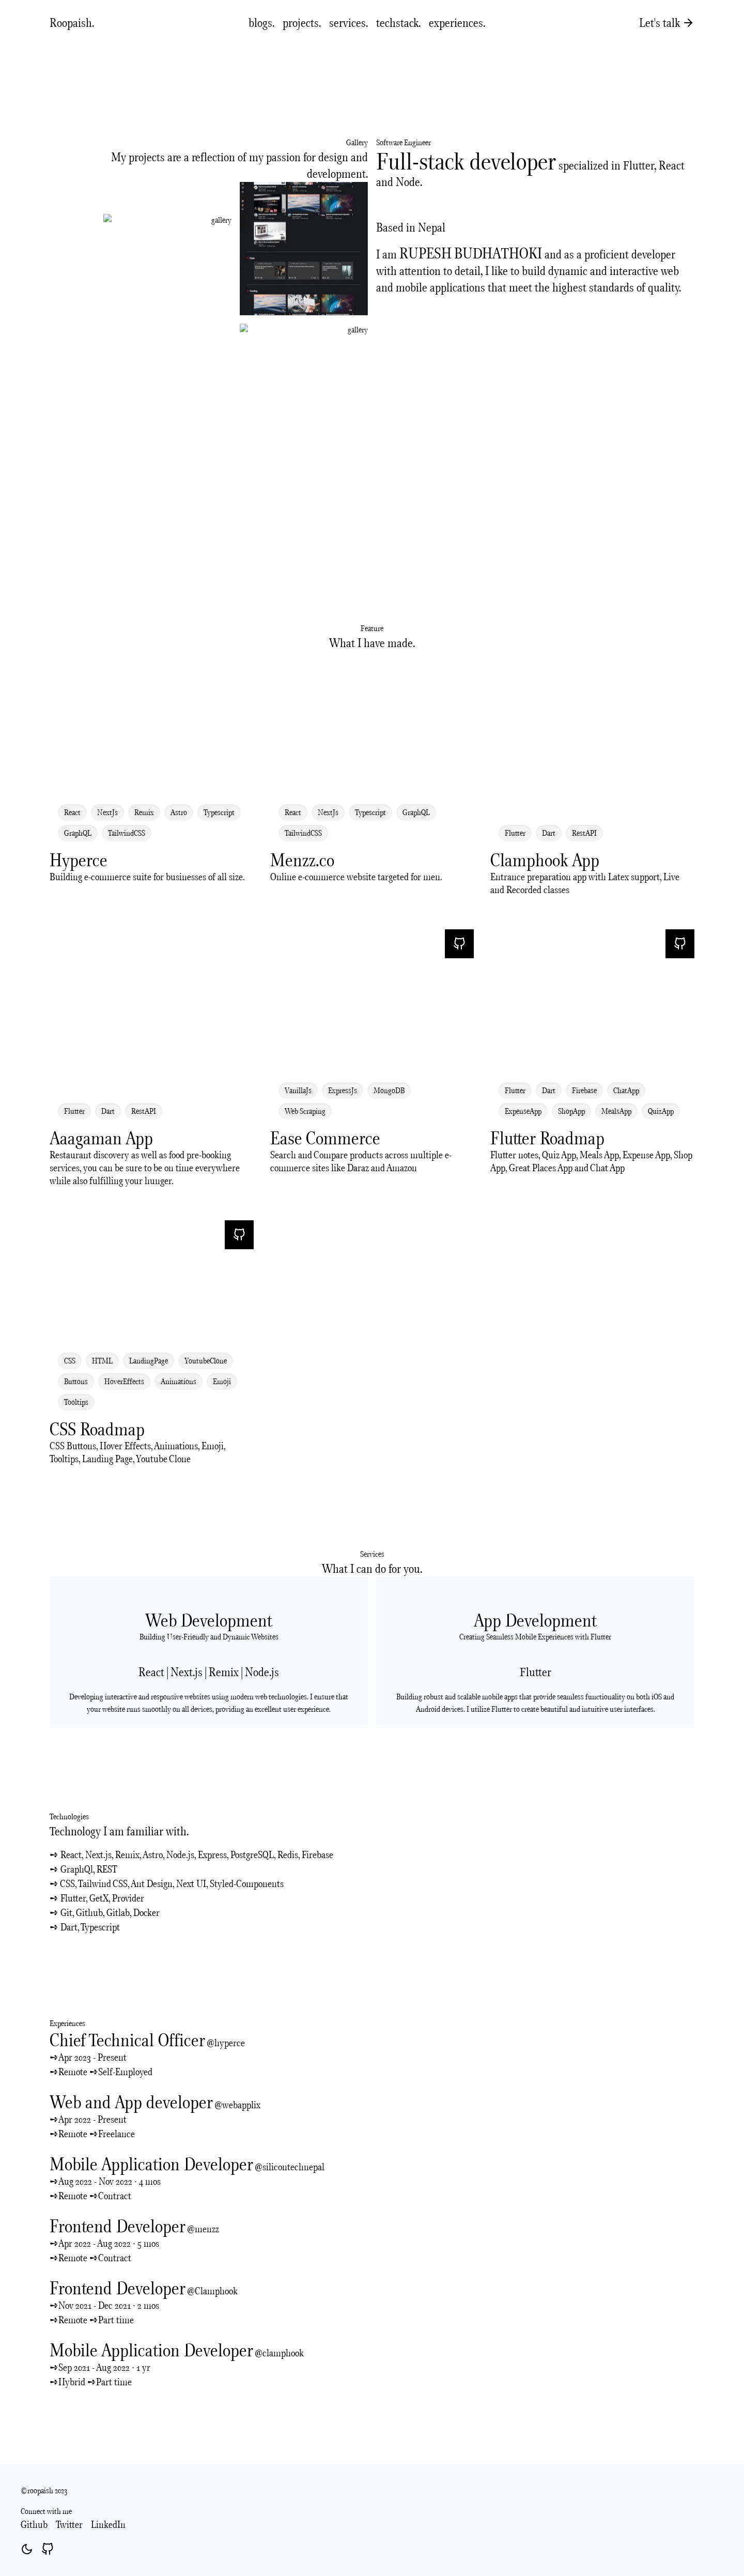 Roopaish.
blogs. projects. services. techstack. experiences.
Let's talk →
Gallery
My projects are a reflection of my passion for design and
development.
gallery
gallery
Software Engineer
Full-stack developer specialized in Flutter, React
and Node.
Based in Nepal
I am RUPESH BUDHATHOKI and as a proficient developer
with attention to detail, I like to build dynamic and interactive web
and mobile applications that meet the highest standards of quality.
Feature
What I have made.
React NextJs Remix Astro Typescript
GraphQL TailwindCSS
Hyperce
Building e-commerce suite for businesses of all size.
React NextJs Typescript GraphQL
TailwindCSS
Menzz.co
Online e-commerce website targeted for men.
Flutter Dart RestAPI
Clamphook App
Entrance preparation app with Latex support, Live
and Recorded classes
Flutter Dart RestAPI
Aaagaman App
Restaurant discovery as well as food pre-booking
services, you can be sure to be on time everywhere
while also fulfilling your hunger.
VanillaJs ExpressJs MongoDB
Web Scraping
Ease Commerce
Search and Compare products across multiple e-
commerce sites like Daraz and Amazon
Flutter Dart Firebase ChatApp
ExpenseApp ShopApp MealsApp QuizApp
Flutter Roadmap
Flutter notes, Quiz App, Meals App, Expense App, Shop
App, Great Places App and Chat App
CSS HTML LandingPage YoutubeClone
Buttons HoverEffects Animations Emoji
Tooltips
CSS Roadmap
CSS Buttons, Hover Effects, Animations, Emoji,
Tooltips, Landing Page, Youtube Clone
Services
What I can do for you.
Web Development
Building User-Friendly and Dynamic Websites
React | Next.js | Remix | Node.js
Developing interactive and responsive websites using modern web technologies. I ensure that
your website runs smoothly on all devices, providing an excellent user experience.
App Development
Creating Seamless Mobile Experiences with Flutter
Flutter
Building robust and scalable mobile apps that provide seamless functionality on both iOS and
Android devices. I utilize Flutter to create beautiful and intuitive user interfaces.
Technologies
Technology I am familiar with.
➺ React, Next.js, Remix, Astro, Node.js, Express, PostgreSQL, Redis, Firebase
➺ GraphQl, REST
➺ CSS, Tailwind CSS, Ant Design, Next UI, Styled-Components
➺ Flutter, GetX, Provider
➺ Git, Github, Gitlab, Docker
➺ Dart, Typescript
Experiences
Chief Technical Officer @hyperce
➺Apr 2023 - Present
➺Remote ➺Self-Employed
Web and App developer @webapplix
➺Apr 2022 - Present
➺Remote ➺Freelance
Mobile Application Developer @silicontechnepal
➺Aug 2022 - Nov 2022 · 4 mos
➺Remote ➺Contract
Frontend Developer @menzz
➺Apr 2022 - Aug 2022 · 5 mos
➺Remote ➺Contract
Frontend Developer @Clamphook
➺Nov 2021 - Dec 2021 · 2 mos
➺Remote ➺Part time
Mobile Application Developer @clamphook
➺Sep 2021 - Aug 2022 · 1 yr
➺Hybrid ➺Part time
©roopaish 2023
Connect with me
Github Twitter LinkedIn